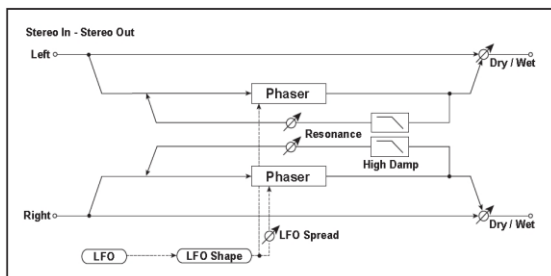 Stereo In - Stereo Out
Left
Dry / Wet
Phaser
Resonance
High Damp
Phaser
Right
Dry / Wet
LFO Spread
LFO
LFO Shape